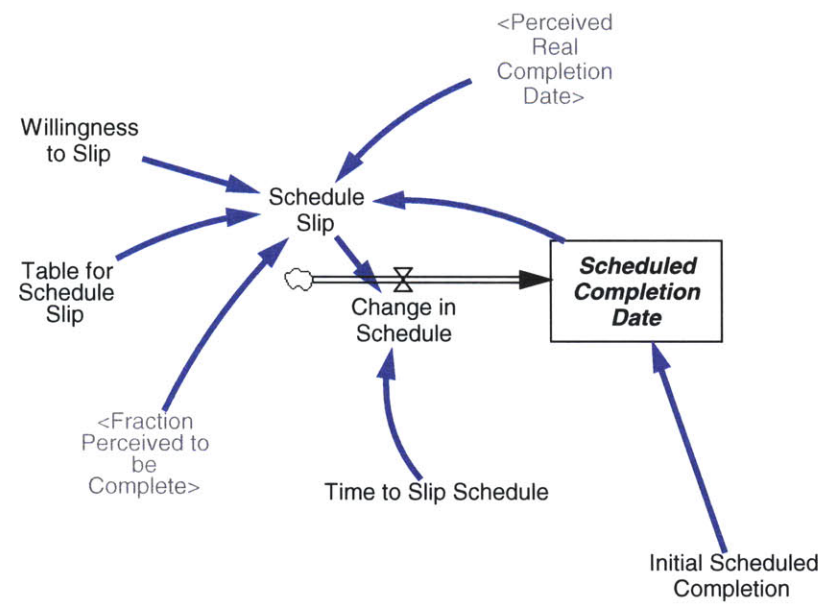 <Perceived
Real
Completion
Date>
Willingness
to Slip
Schedule
Slip
Table for
Schedule
Slip
Scheduled
Completion
Date
Change in
Schedule
<Fraction
Perceived to
be
Complete>
Time to Slip Schedule
Initial Scheduled
Completion